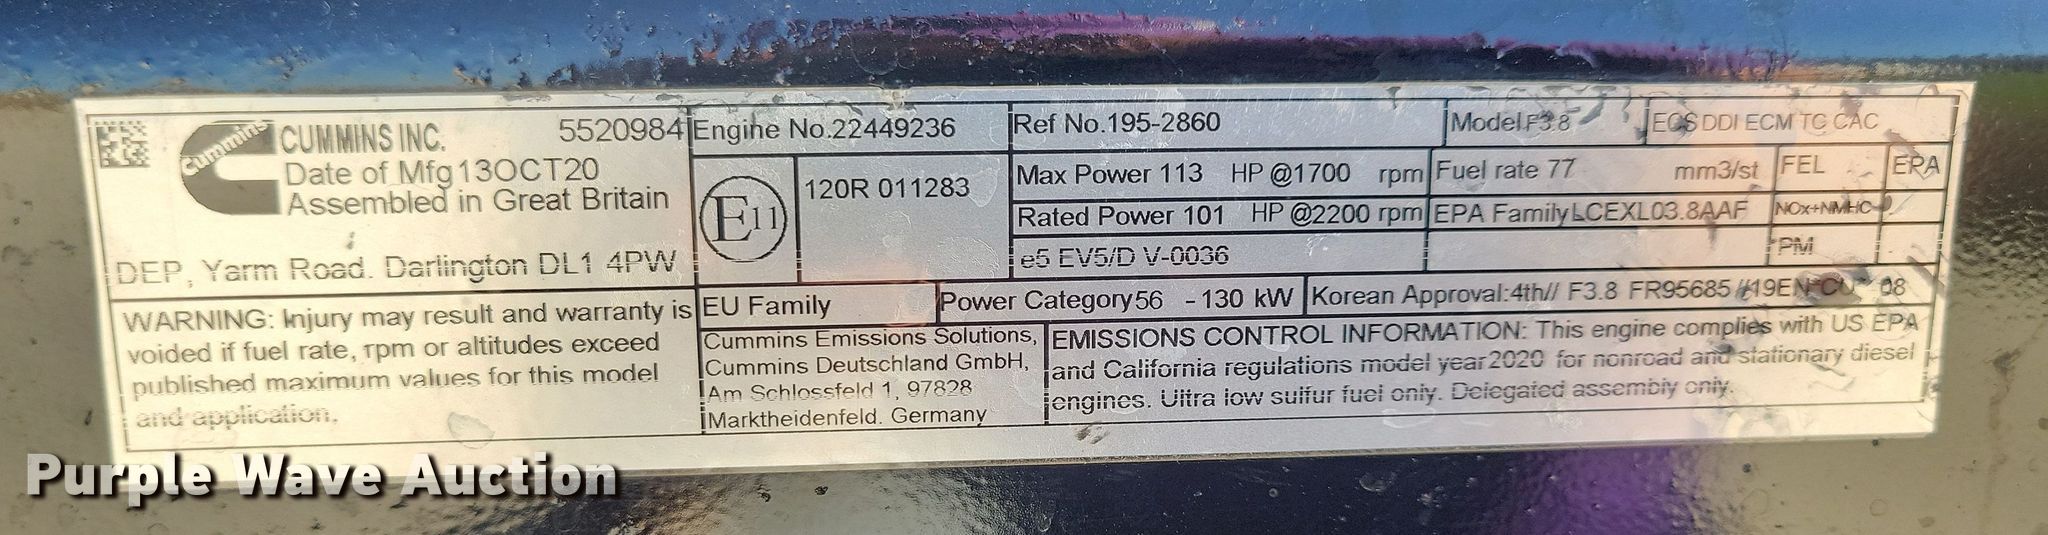 Cummins
CUMMINS INC. 5520984
Date of Mfg 13OCT20
Assembled in Great Britain
DEP, Yarm Road. Darlington DL1 4PW
WARNING: Injury may result and warranty is
voided if fuel rate, rpm or altitudes exceed
published maximum values for this model
and application.
Engine No.22449236
E11
120R 011283
Ref No.195-2860
Model F3.8
ECS DDI ECM TC CAC
Max Power 113 HP @1700 rpm
Fuel rate 77 mm3/st
FEL
EPA
Rated Power 101 HP @2200 rpm
EPA Family LCEXL03.8AAF
NOx+NMHC
e5 EV5/D V-0036
PM
EU Family
Power Category 56 - 130 kW
Korean Approval:4th// F3.8 FR95685 08
Cummins Emissions Solutions,
Cummins Deutschland GmbH,
Am Schlossfeld 1, 97828
Marktheidenfeld. Germany
EMISSIONS CONTROL INFORMATION: This engine complies with US EPA
and California regulations model year 2020 for nonroad and stationary diesel
engines. Ultra low sulfur fuel only. Delegated assembly only.
Purple Wave Auction